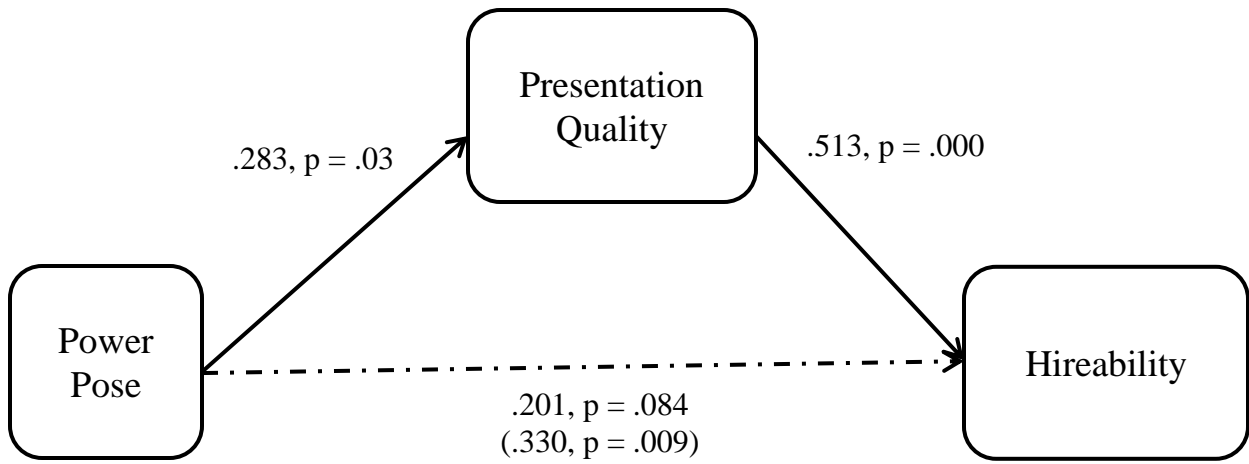 Presentation
Quality
.283, p = .03
.513, p = .000
Power
Pose
Hireability
.201, p = .084
(.330, p = .009)